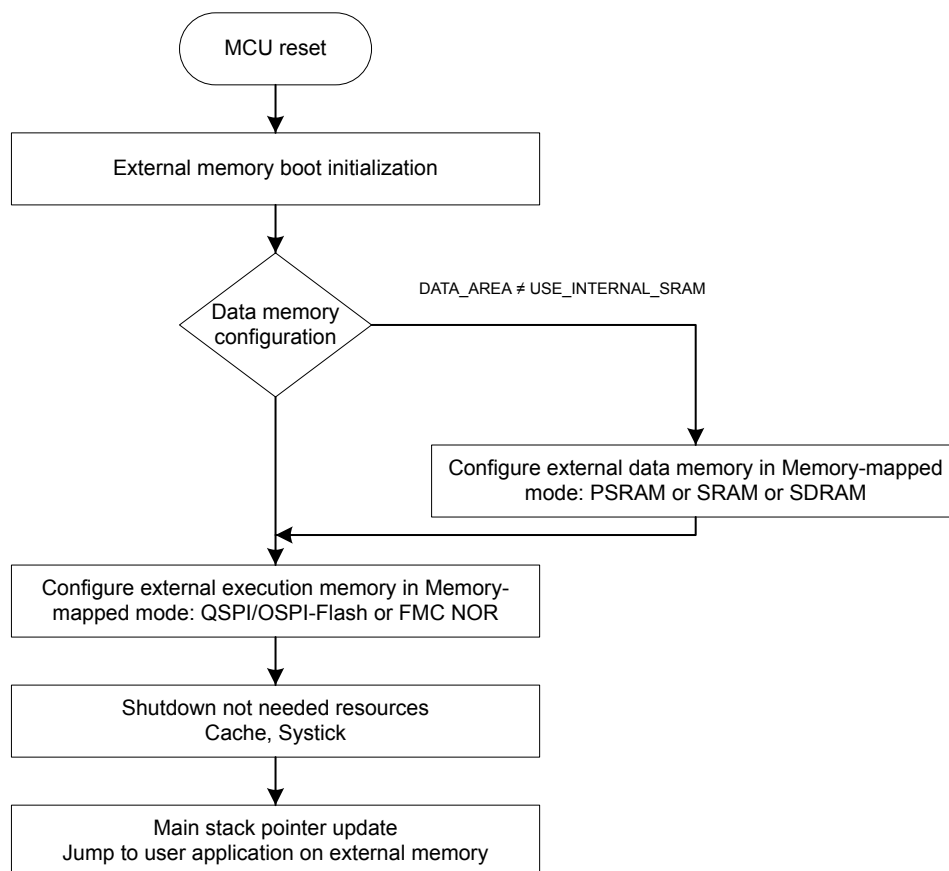 MCU reset
External memory boot initialization
DATA_AREA ≠ USE_INTERNAL_SRAM
Data memory
configuration
Configure external data memory in Memory-mapped
mode: PSRAM or SRAM or SDRAM
Configure external execution memory in Memory-
mapped mode: QSPI/OSPI-Flash or FMC NOR
Shutdown not needed resources
Cache, Systick
Main stack pointer update
Jump to user application on external memory